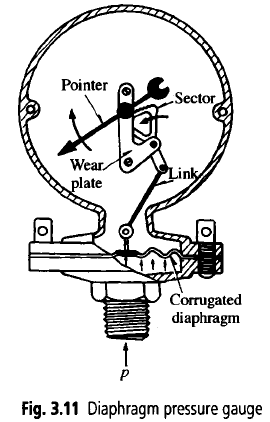 Pointer
Sector
Wear
plate
Link
Corrugated
diaphragm
p
Fig. 3.11 Diaphragm pressure gauge